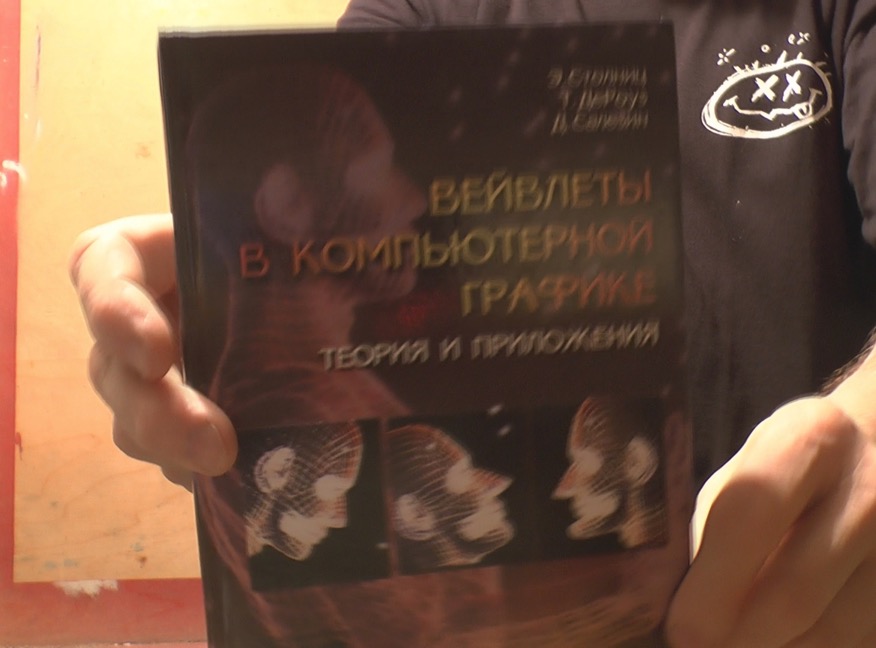 Э. Столниц
Т. ДеРоуз
Д. Салезин
ВЕЙВЛЕТЫ
В КОМПЬЮТЕРНОЙ
ГРАФИКЕ
ТЕОРИЯ И ПРИЛОЖЕНИЯ